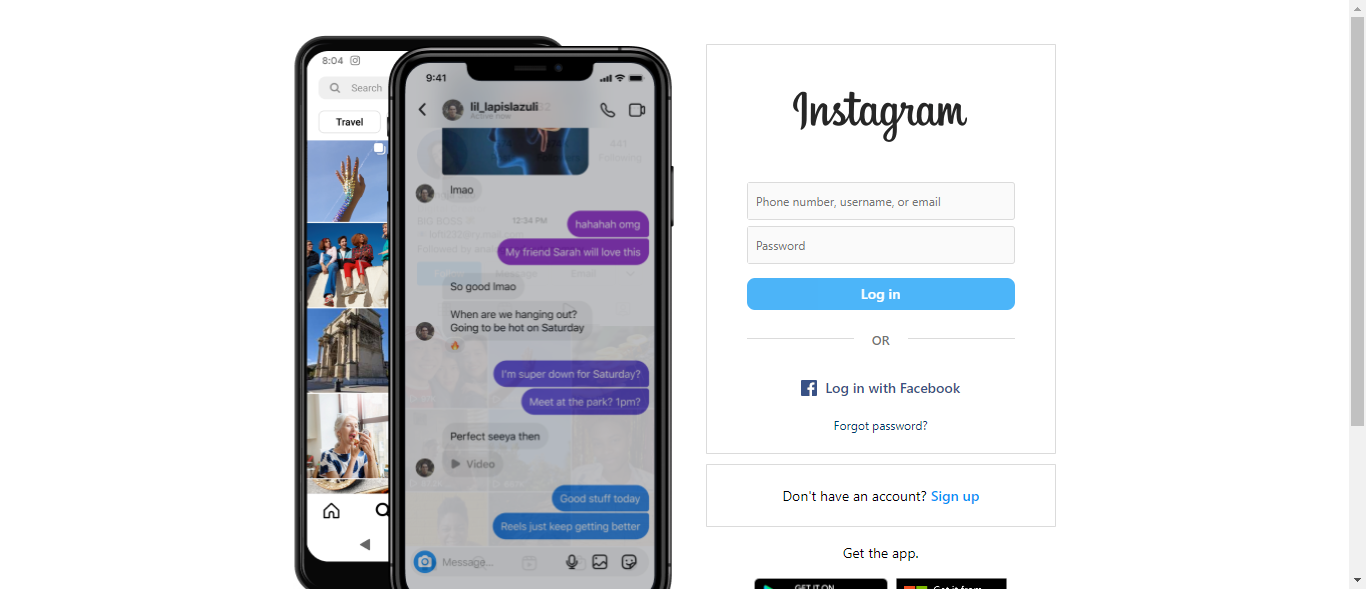 8:04
Search
Travel
9:41
lil_lapislazuli
Active now
lmao
12:34 PM
hahahah omg
My friend Sarah will love this
So good lmao
When are we hanging out?
Going to be hot on Saturday
🔥
I'm super down for Saturday?
Meet at the park? 1pm?
Perfect seeya then
Video
Good stuff today
Reels just keep getting better
Message...
Instagram
Phone number, username, or email
Password
Log in
OR
Log in with Facebook
Forgot password?
Don't have an account? Sign up
Get the app.
GET IT ON
Get it from